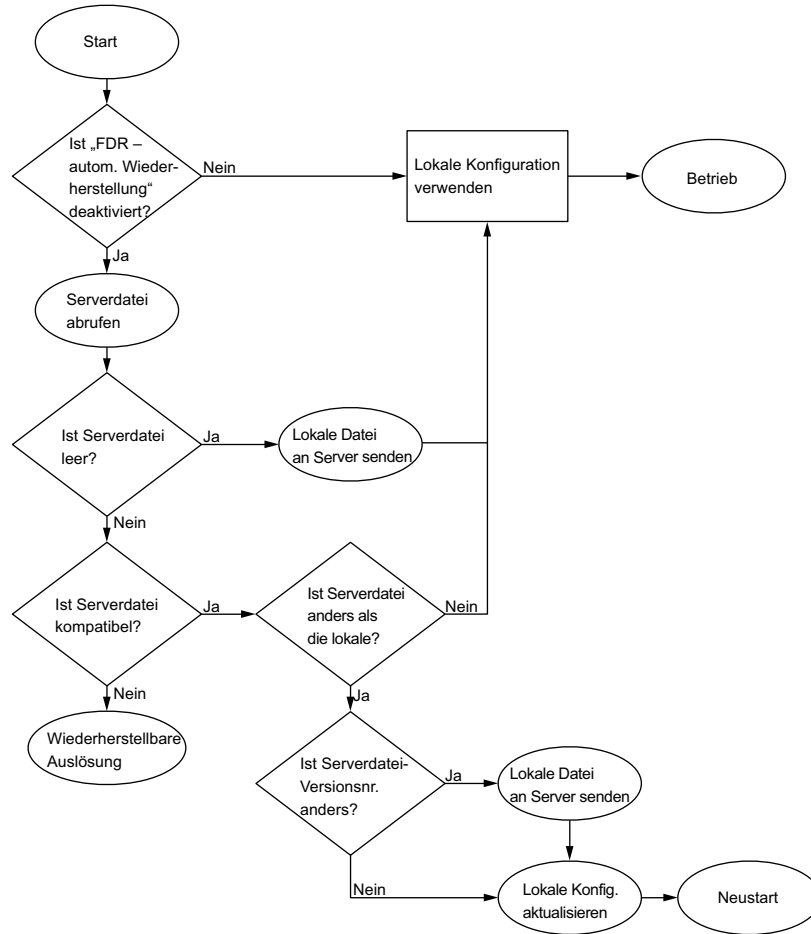 Start
Ist „FDR –
autom. Wieder-
herstellung“
deaktiviert?
Nein
Lokale Konfiguration
verwenden
Betrieb
Ja
Serverdatei
abrufen
Ist Serverdatei
leer?
Ja
Lokale Datei
an Server senden
Nein
Ist Serverdatei
kompatibel?
Ja
Ist Serverdatei
anders als
die lokale?
Nein
Nein
Ja
Wiederherstellbare
Auslösung
Ist Serverdatei-
Versionsnr.
anders?
Ja
Lokale Datei
an Server senden
Nein
Lokale Konfig.
aktualisieren
Neustart